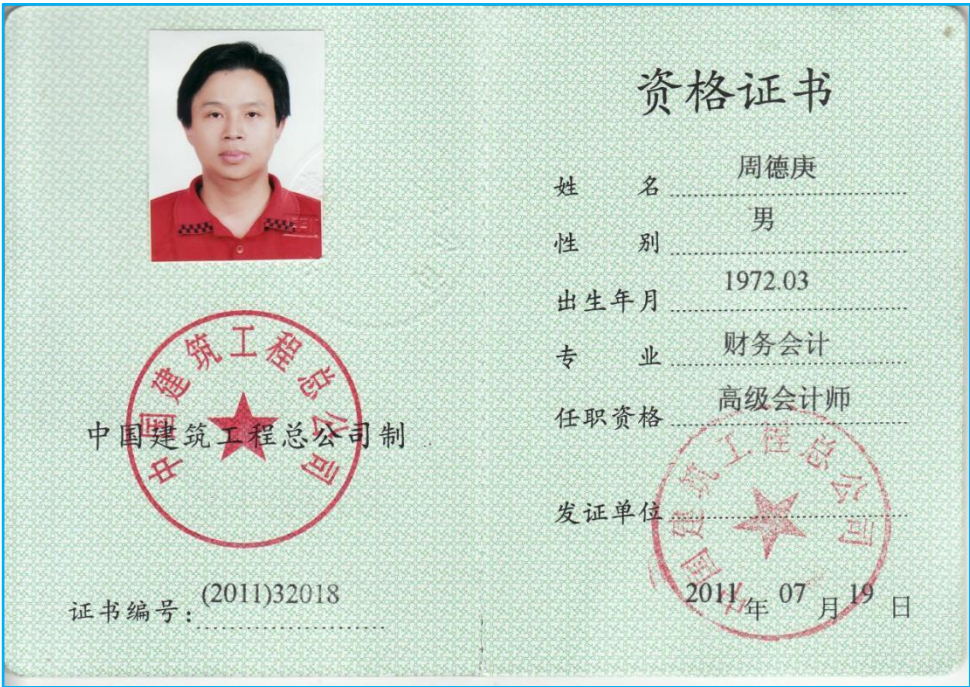 中国建筑工程总公司
中国建筑工程总公司制
证书编号：(2011)32018
资格证书
姓 名 周德庚
性 别 男
出生年月 1972.03
专 业 财务会计
任职资格 高级会计师
发证单位
中国建筑工程总公司
2011年07月19日